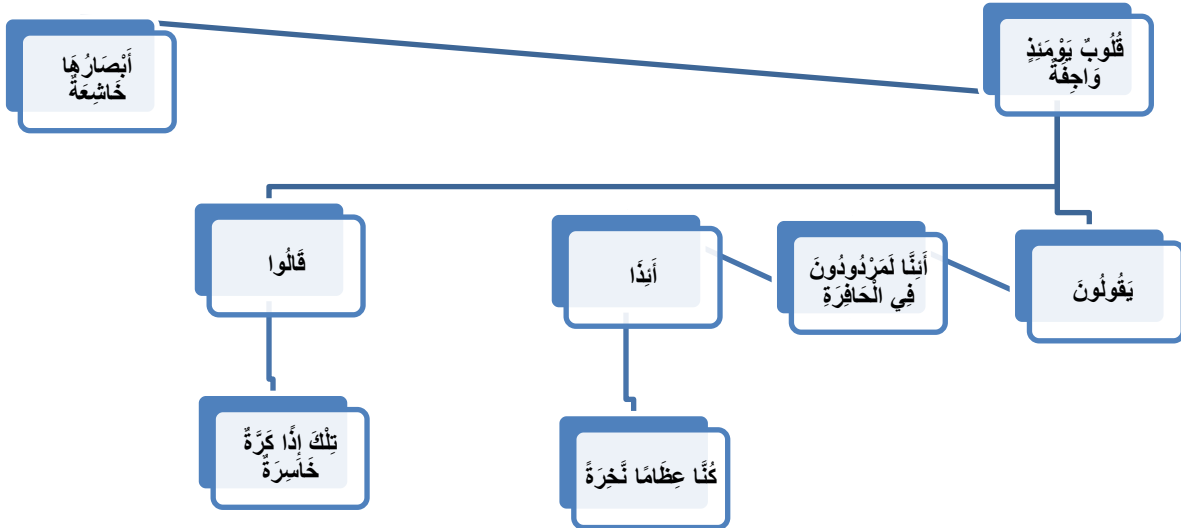 قُلُوبٌ يَوْمَئِذٍ
وَاجِفَةٌ
أَبْصَارُهَا
خَاشِعَةٌ
يَقُولُونَ
أَئِنَّا لَمَرْدُودُونَ
فِي الْحَافِرَةِ
أَئِذَا
كُنَّا عِظَامًا نَّخِرَةً
قَالُوا
تِلْكَ إِذًا كَرَّةٌ
خَاسِرَةٌ